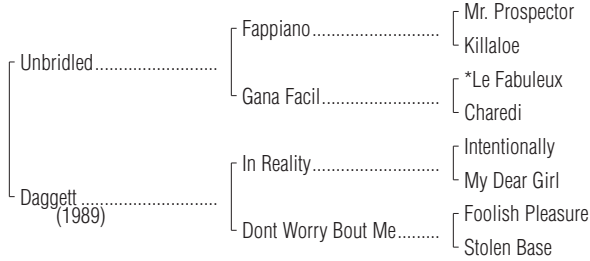 Mr. Prospector
Fappiano
Killaloe
Unbridled
*Le Fabuleux
Gana Facil
Charedi
Intentionally
In Reality
My Dear Girl
Daggett
(1989)
Foolish Pleasure
Dont Worry Bout Me
Stolen Base